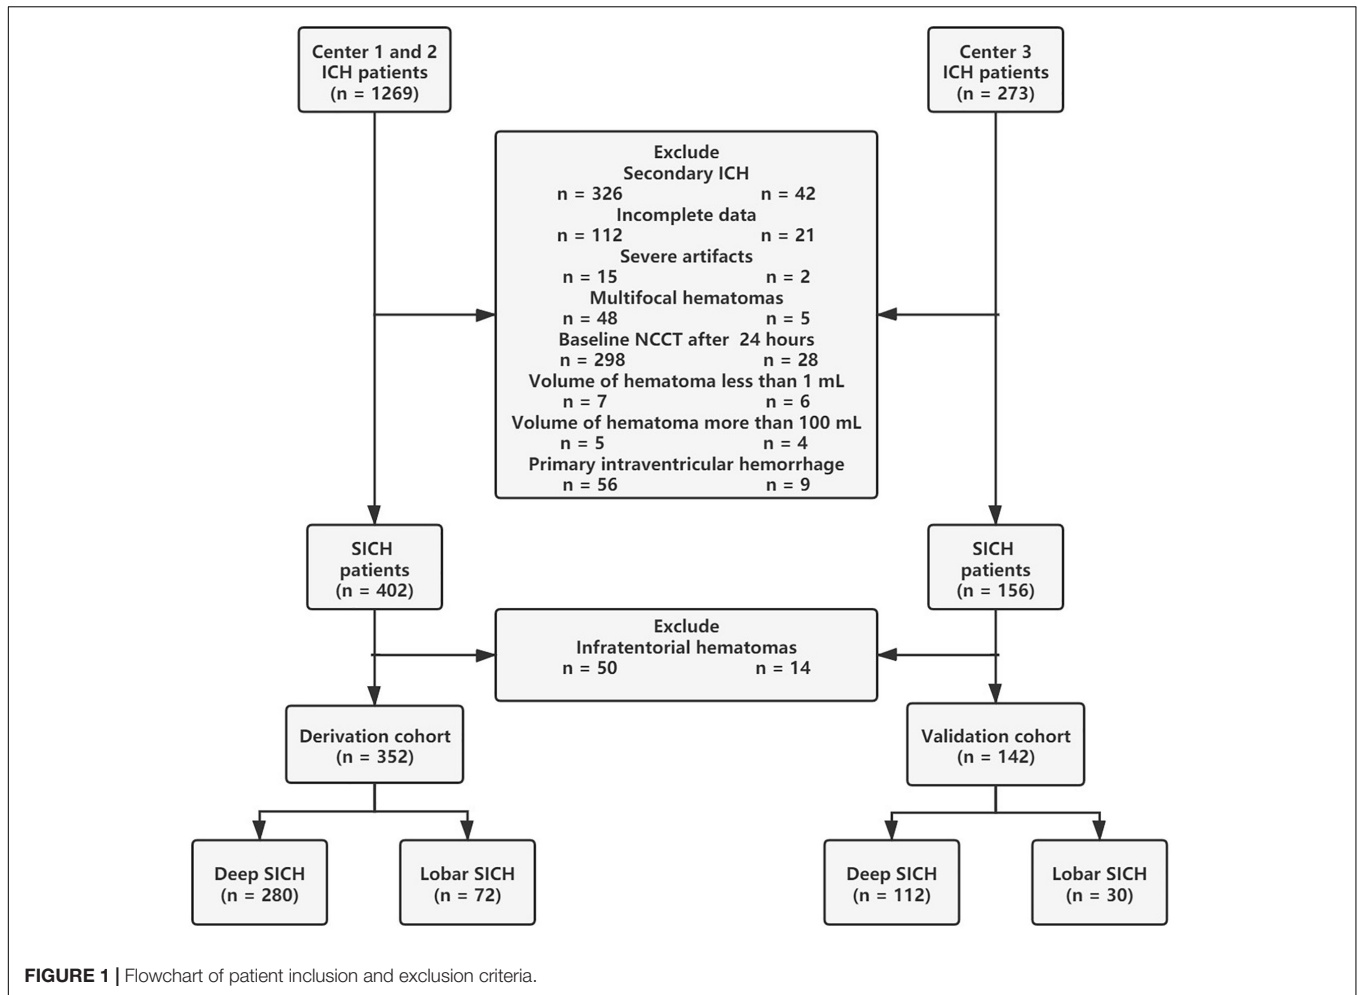 Center 1 and 2
ICH patients
(n = 1269)
Center 3
ICH patients
(n = 273)
Exclude
Secondary ICH
n = 326 n = 42
Incomplete data
n = 112 n = 21
Severe artifacts
n = 15 n = 2
Multifocal hematomas
n = 48 n = 5
Baseline NCCT after 24 hours
n = 298 n = 28
Volume of hematoma less than 1 mL
n = 7 n = 6
Volume of hematoma more than 100 mL
n = 5 n = 4
Primary intraventricular hemorrhage
n = 56 n = 9
SICH
patients
(n = 402)
SICH
patients
(n = 156)
Exclude
Infratentorial hematomas
n = 50 n = 14
Derivation cohort
(n = 352)
Validation cohort
(n = 142)
Deep SICH
(n = 280)
Lobar SICH
(n = 72)
Deep SICH
(n = 112)
Lobar SICH
(n = 30)
FIGURE 1 | Flowchart of patient inclusion and exclusion criteria.